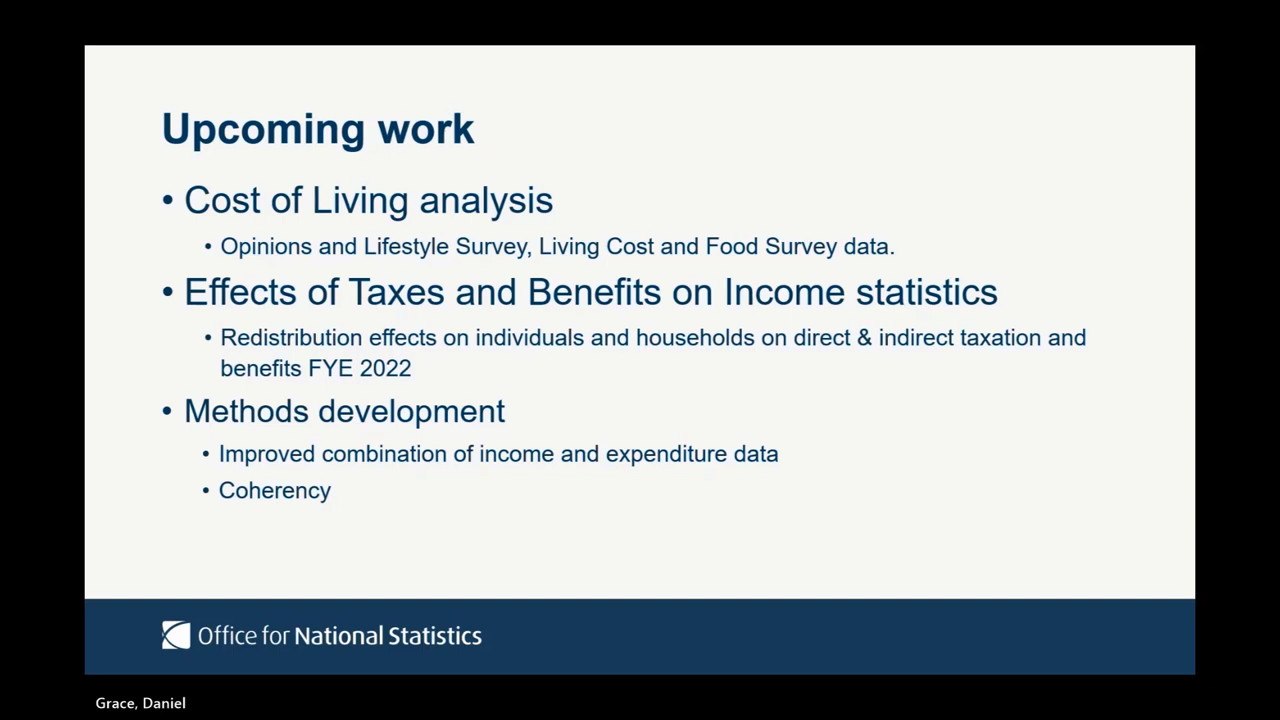 Upcoming work
• Cost of Living analysis
• Opinions and Lifestyle Survey, Living Cost and Food Survey data.
• Effects of Taxes and Benefits on Income statistics
• Redistribution effects on individuals and households on direct & indirect taxation and
benefits FYE 2022
• Methods development
• Improved combination of income and expenditure data
• Coherency
Office for National Statistics
Grace, Daniel